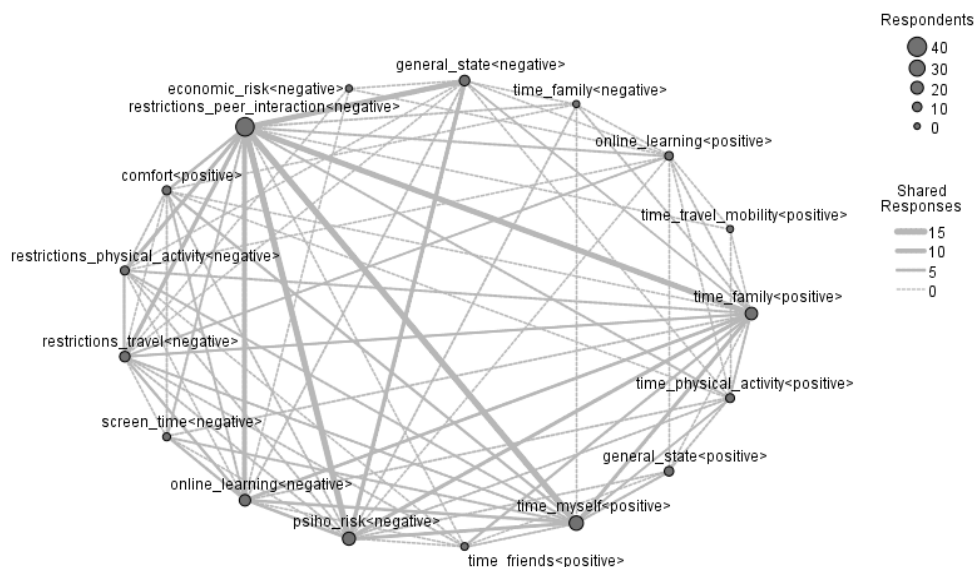 Respondents
40
30
20
10
0
general_state<negative>
economic_risk<negative>
time_family<negative>
restrictions_peer_interaction<negative>
online_learning<positive>
comfort<positive>
Shared
Responses
15
10
5
0
time_travel_mobility<positive>
restrictions_physical_activity<negative>
time_family<positive>
restrictions_travel<negative>
time_physical_activity<positive>
screen_time<negative>
general_state<positive>
online_learning<negative>
time_myself<positive>
psiho_risk<negative>
time_friends<positive>